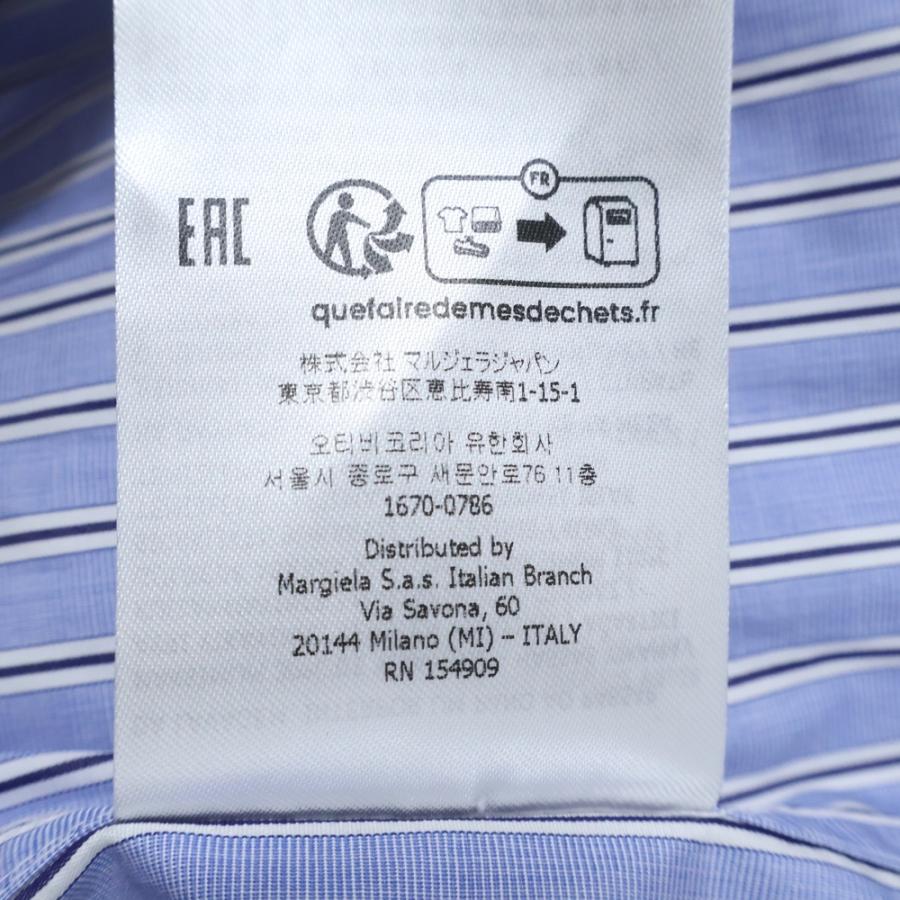 EAC
FR
quefairedemesdechets.fr
株式会社 マルジェラジャパン
東京都渋谷区恵比寿南1-15-1
오티비코리아 유한회사
서울시 종로구 새문안로76 11층
1670-0786
Distributed by
Margiela S.a.s. Italian Branch
Via Savona, 60
20144 Milano (MI) – ITALY
RN 154909